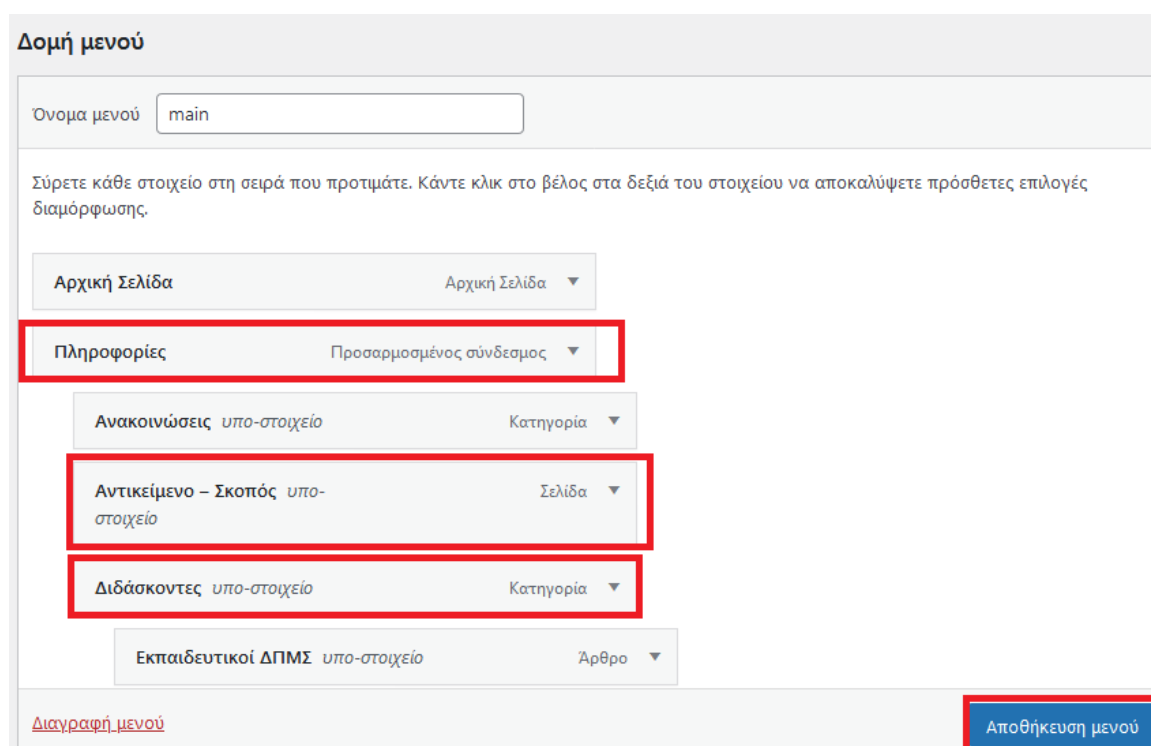 Δομή μενού
Όνομα μενού main
Σύρετε κάθε στοιχείο στη σειρά που προτιμάτε. Κάντε κλικ στο βέλος στα δεξιά του στοιχείου να αποκαλύψετε πρόσθετες επιλογές
διαμόρφωσης.
Αρχική Σελίδα Αρχική Σελίδα
Πληροφορίες Προσαρμοσμένος σύνδεσμος
Ανακοινώσεις υπο-στοιχείο Κατηγορία
Αντικείμενο – Σκοπός υπο- Σελίδα
στοιχείο
Διδάσκοντες υπο-στοιχείο Κατηγορία
Εκπαιδευτικοί ΔΠΜΣ υπο-στοιχείο Άρθρο
Διαγραφή μενού Αποθήκευση μενού